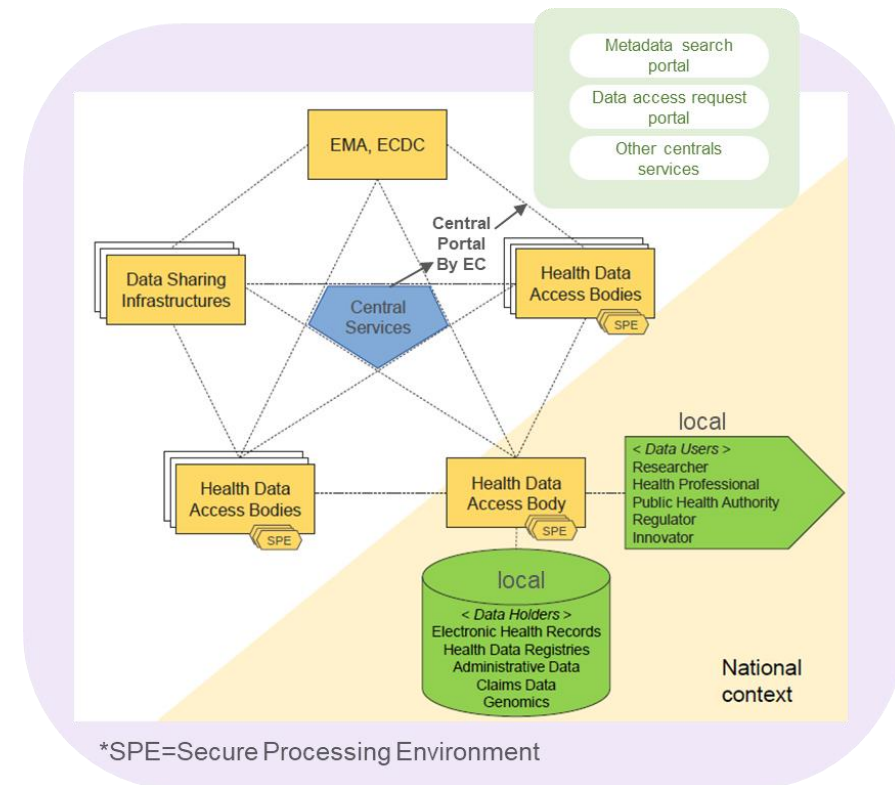 Metadata search
portal
Data access request
portal
Other centrals
services
EMA, ECDC
Central
Portal
By EC
Data Sharing
Infrastructures
Health Data
Access Bodies
SPE
Central
Services
local
< Data Users >
Researcher
Health Professional
Public Health Authority
Regulator
Innovator
Health Data
Access Bodies
SPE
Health Data
Access Body
SPE
local
< Data Holders >
Electronic Health Records
Health Data Registries
Administrative Data
Claims Data
Genomics
National
context
*SPE=Secure Processing Environment